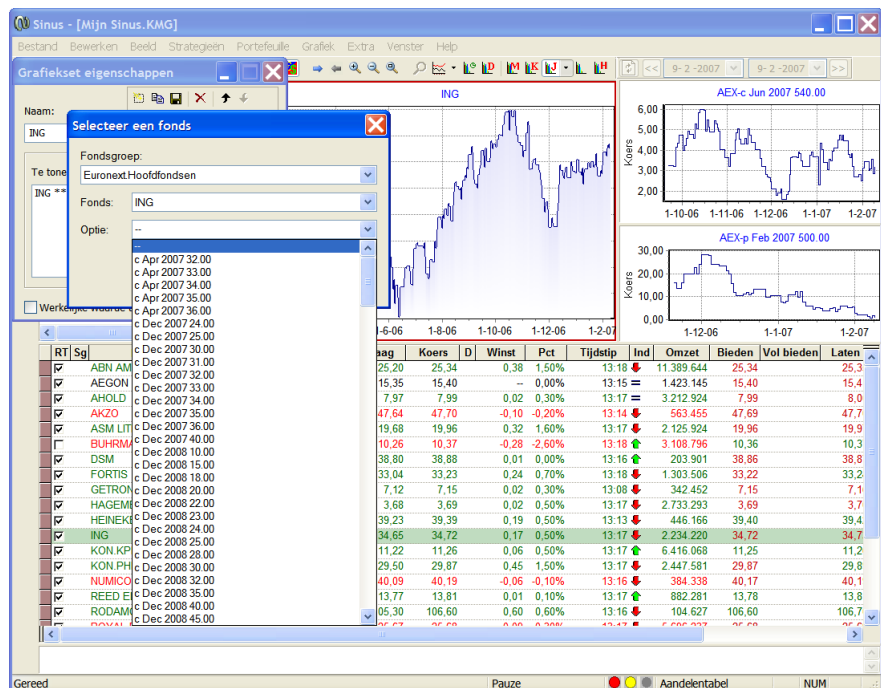 Sinus - [Mijn Sinus.KMG]
Bestand Bewerken Beeld Strategieën Portefeuille Grafiek Extra Venster Help
Grafiekset eigenschappen
<< 9- 2 -2007 9- 2 -2007 >>
Naam:
ING
Te tone
ING **
Selecteer een fonds
Fondsgroep:
Euronext.Hoofdfondsen
Fonds: ING
Optie: --
--
c Apr 2007 32.00
c Apr 2007 33.00
c Apr 2007 34.00
c Apr 2007 35.00
c Apr 2007 36.00
c Dec 2007 24.00
c Dec 2007 25.00
c Dec 2007 30.00
c Dec 2007 31.00
c Dec 2007 32.00
c Dec 2007 33.00
c Dec 2007 34.00
c Dec 2007 35.00
c Dec 2007 36.00
c Dec 2007 40.00
c Dec 2008 10.00
c Dec 2008 15.00
c Dec 2008 18.00
c Dec 2008 20.00
c Dec 2008 22.00
c Dec 2008 23.00
c Dec 2008 24.00
c Dec 2008 25.00
c Dec 2008 28.00
c Dec 2008 30.00
c Dec 2008 32.00
c Dec 2008 35.00
c Dec 2008 40.00
c Dec 2008 45.00
ING
1-8-06 1-10-06 1-12-06 1-2-07
AEX-c Jun 2007 540.00
Koers
6,00
5,00
4,00
3,00
2,00
1-10-06 1-11-06 1-12-06 1-1-07 1-2-07
AEX-p Feb 2007 500.00
Koers
30,00
20,00
10,00
0,00
1-12-06 1-1-07 1-2-07
RT Sg aag Koers D Winst Pct Tijdstip Ind Omzet Bieden Vol bieden Laten
ABN AM 25,20 25,34 0,38 1,50% 13:18 11.389.644 25,34 25,3
AEGON 15,35 15,40 -- 0,00% 13:15 1.423.145 15,40 15,4
AHOLD 7,97 7,99 0,02 0,30% 13:17 3.212.924 7,99 8,0
AKZO 47,64 47,70 -0,10 -0,20% 13:14 563.455 47,69 47,7
ASM LIT 19,68 19,96 0,32 1,60% 13:17 2.125.924 19,96 19,9
BUHRMA 10,26 10,37 -0,28 -2,60% 13:18 3.108.796 10,36 10,3
DSM 38,80 38,88 0,01 0,00% 13:16 203.901 38,86 38,8
FORTIS 33,04 33,23 0,24 0,70% 13:18 1.303.506 33,22 33,2
GETRON 7,12 7,15 0,02 0,30% 13:08 342.452 7,15 7,1
HAGEME 3,68 3,69 0,02 0,50% 13:17 2.733.293 3,69 3,7
HEINEKE 39,23 39,39 0,19 0,50% 13:13 446.166 39,40 39,4
ING 34,65 34,72 0,17 0,50% 13:17 2.234.220 34,72 34,7
KON.KP 11,22 11,26 0,06 0,50% 13:17 6.416.068 11,25 11,2
KON.PH 29,50 29,87 0,45 1,50% 13:17 2.447.581 29,87 29,8
NUMICO 40,09 40,19 -0,06 -0,10% 13:16 384.338 40,17 40,1
REED E 13,77 13,81 0,01 0,10% 13:17 882.281 13,78 13,8
RODAM 05,30 106,60 0,60 0,60% 13:16 104.627 106,60 106,7
Gereed Pauze Aandelentabel NUM